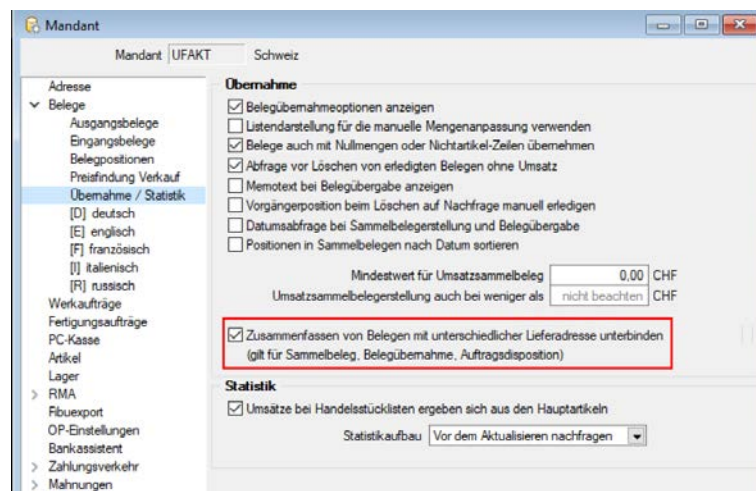 Mandant
Mandant UFAKT Schweiz
Adresse
Belege
Ausgangsbelege
Eingangsbelege
Belegpositionen
Preisfindung Verkauf
Übernahme / Statistik
[D] deutsch
[E] englisch
[F] französisch
[I] italienisch
[R] russisch
Werkaufträge
Fertigungsaufträge
PC-Kasse
Artikel
Lager
RMA
Fibuexport
OP-Einstellungen
Bankassistent
Zahlungsverkehr
Mahnungen
Übernahme
Belegübernahmeoptionen anzeigen
Listendarstellung für die manuelle Mengenanpassung verwenden
Belege auch mit Nullmengen oder Nichtartikel-Zeilen übernehmen
Abfrage vor Löschen von erledigten Belegen ohne Umsatz
Memotext bei Belegübergabe anzeigen
Vorgängerposition beim Löschen auf Nachfrage manuell erledigen
Datumsabfrage bei Sammelbelegerstellung und Belegübergabe
Positionen in Sammelbelegen nach Datum sortieren
Mindestwert für Umsatzsammelbeleg 0,00 CHF
Umsatzsammelbelegerstellung auch bei weniger als nicht beachten CHF
Zusammenfassen von Belegen mit unterschiedlicher Lieferadresse unterbinden
(gilt für Sammelbeleg, Belegübernahme, Auftragsdisposition)
Statistik
Umsätze bei Handelsstücklisten ergeben sich aus den Hauptartikeln
Statistikaufbau Vor dem Aktualisieren nachfragen